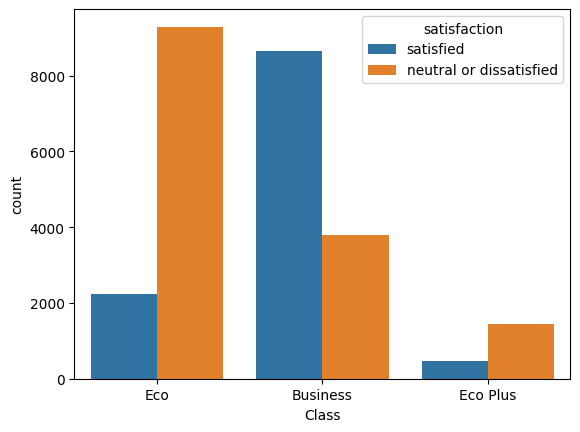 satisfaction
satisfied
neutral or dissatisfied
8000
6000
4000
2000
0
count
Eco Business Eco Plus
Class